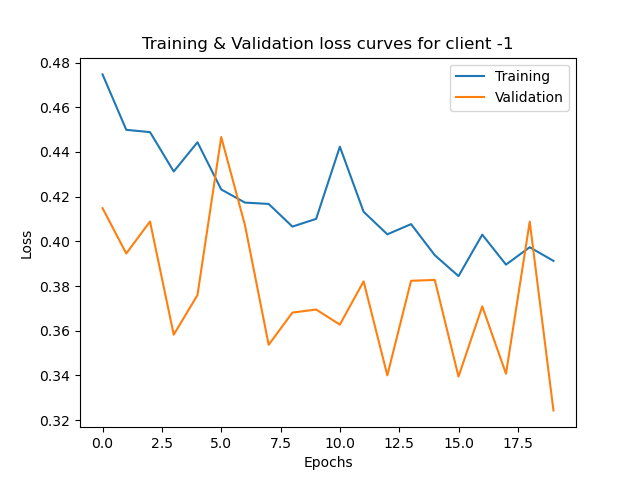 Training & Validation loss curves for client -1
Training
Validation
Loss
0.48
0.46
0.44
0.42
0.40
0.38
0.36
0.34
0.32
0.0 2.5 5.0 7.5 10.0 12.5 15.0 17.5
Epochs